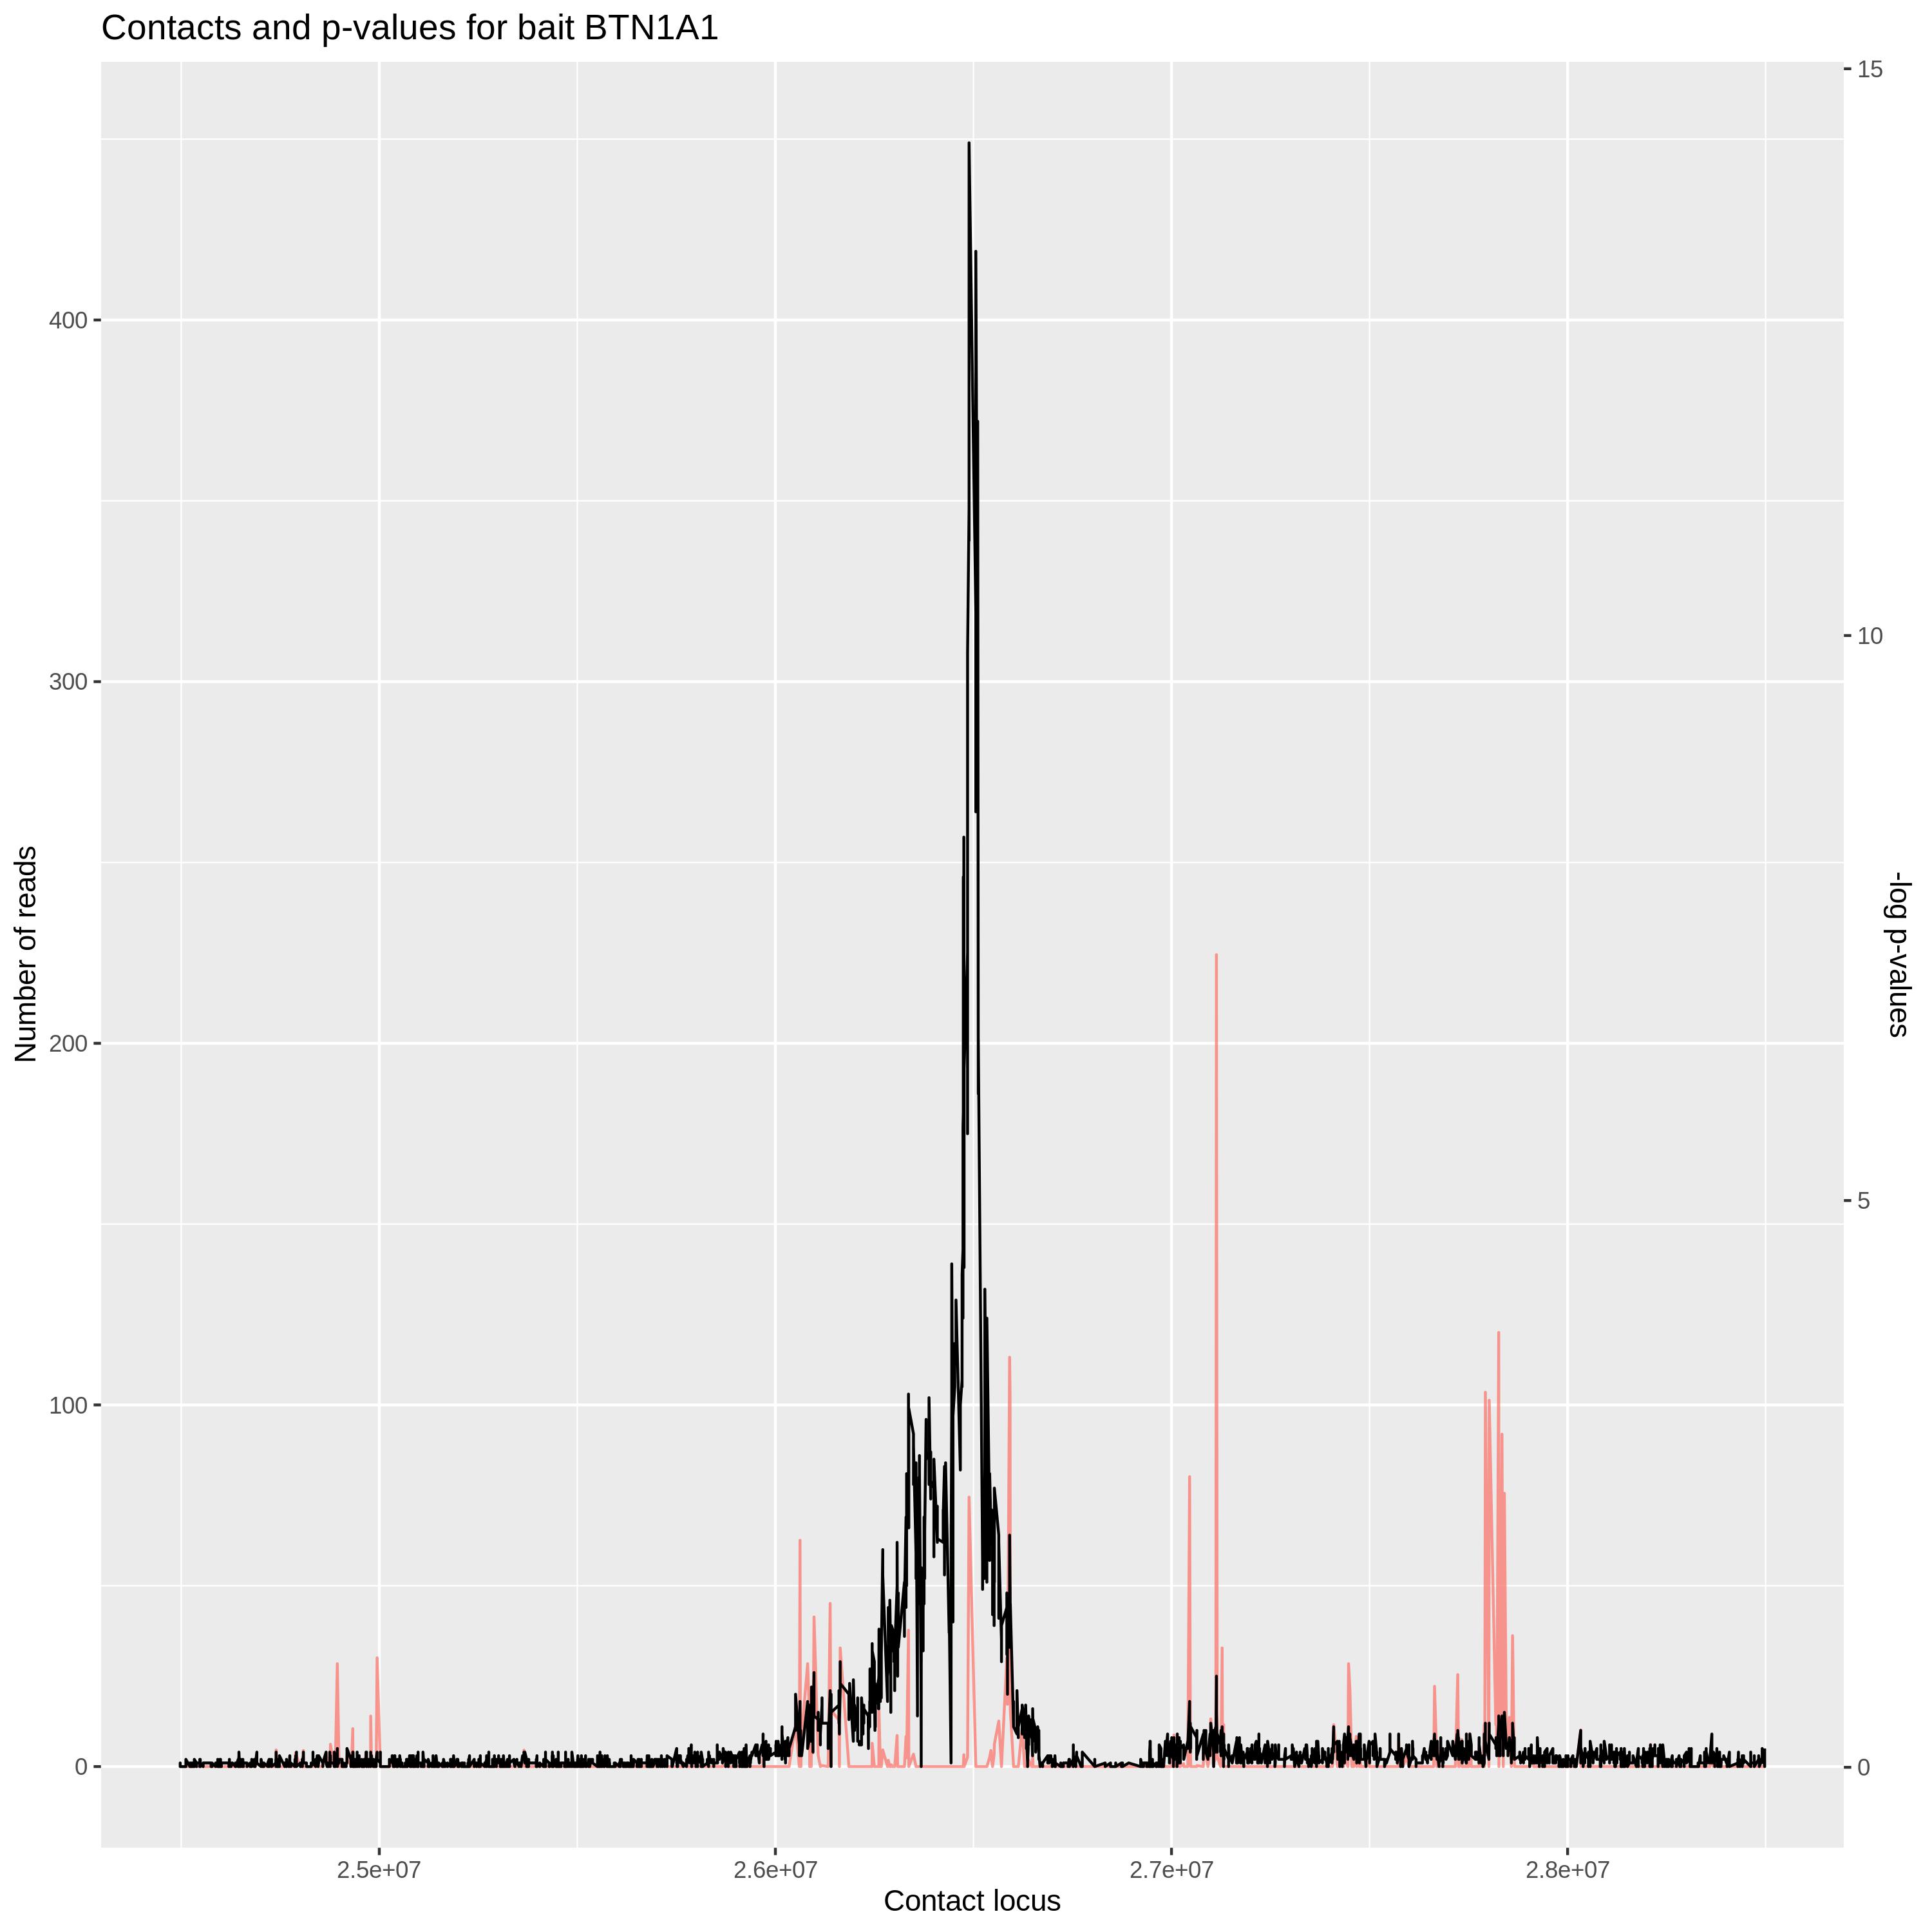 Contacts and p-values for bait BTN1A1
15
400
10
300
Number of reads
-log p-values
200
5
100
0
0
2.5e+07
2.6e+07
2.7e+07
2.8e+07
Contact locus